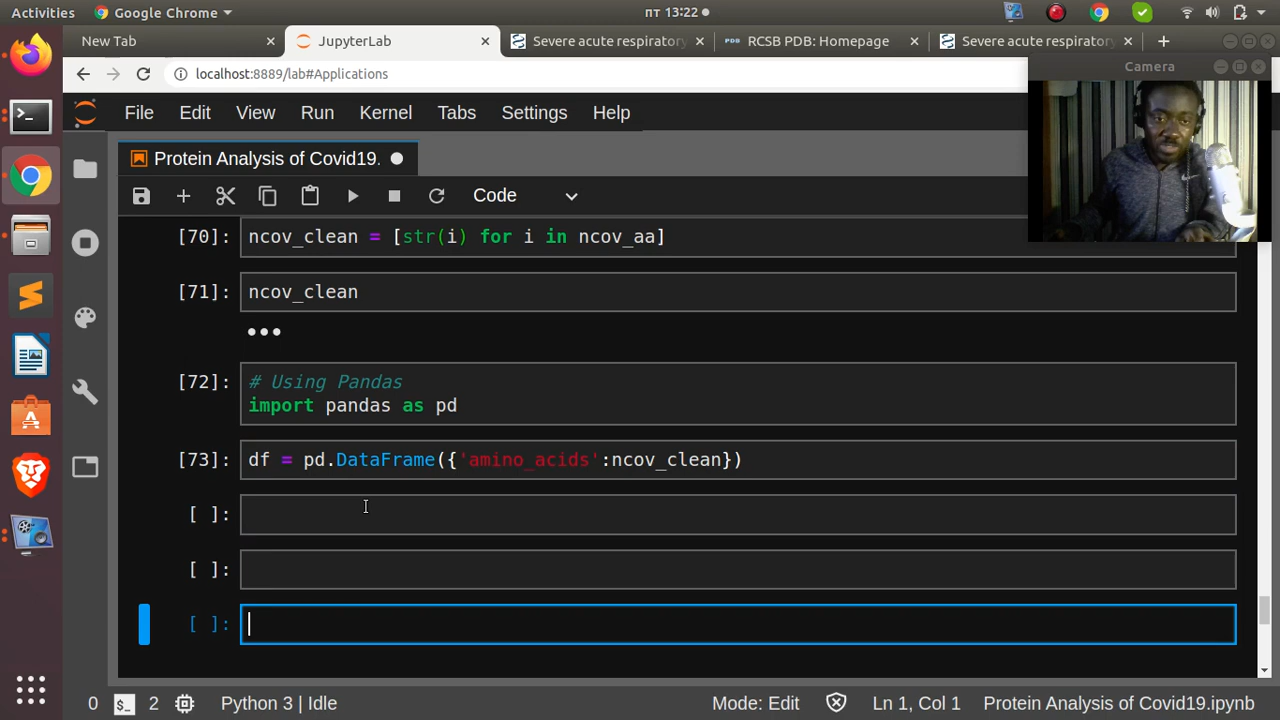 Activities Google Chrome пт 13:22
New Tab JupyterLab Severe acute respiratory RCSB PDB: Homepage Severe acute respiratory
localhost:8889/lab#Applications
Camera
File Edit View Run Kernel Tabs Settings Help
Protein Analysis of Covid19.
Code
[70]: ncov_clean = [str(i) for i in ncov_aa]
[71]: ncov_clean
•••
[72]: # Using Pandas
import pandas as pd
[73]: df = pd.DataFrame({'amino_acids':ncov_clean})
[ ]:
[ ]:
[ ]:
0 $_ 2 Python 3 | Idle Mode: Edit Ln 1, Col 1 Protein Analysis of Covid19.ipynb